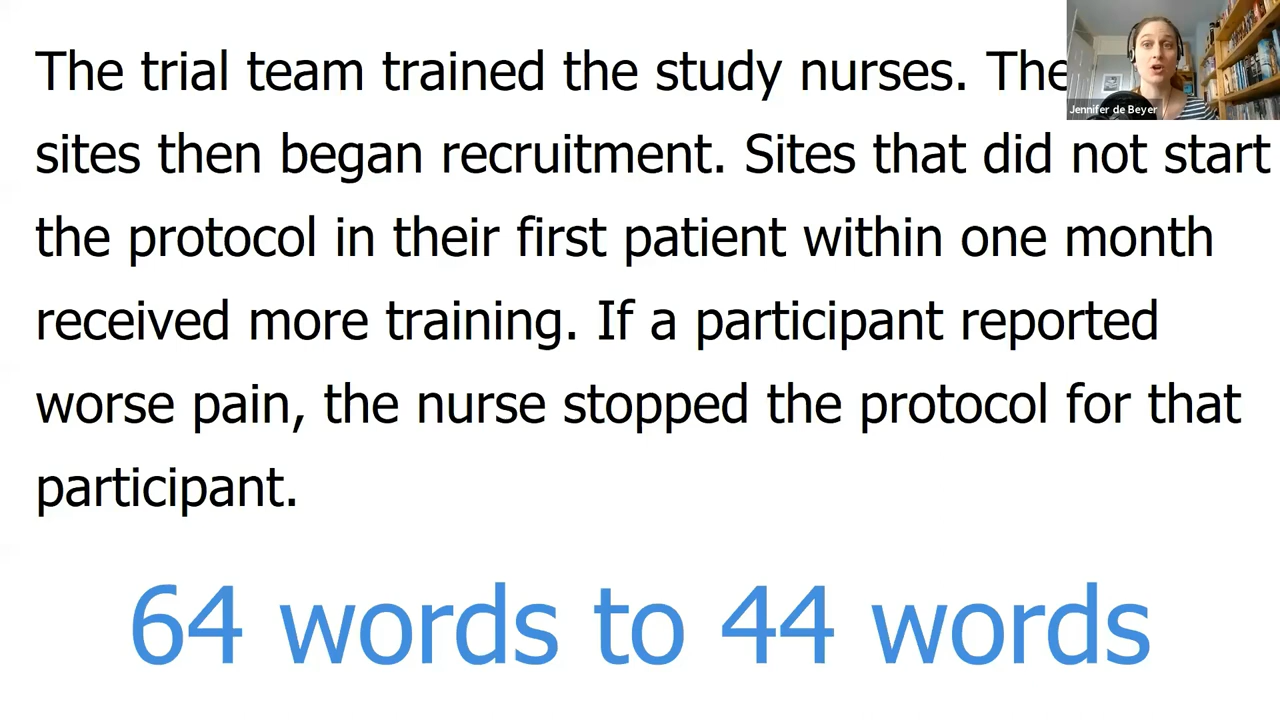 The trial team trained the study nurses. The
Jennifer de Beyer
sites then began recruitment. Sites that did not start
the protocol in their first patient within one month
received more training. If a participant reported
worse pain, the nurse stopped the protocol for that
participant.
64 words to 44 words